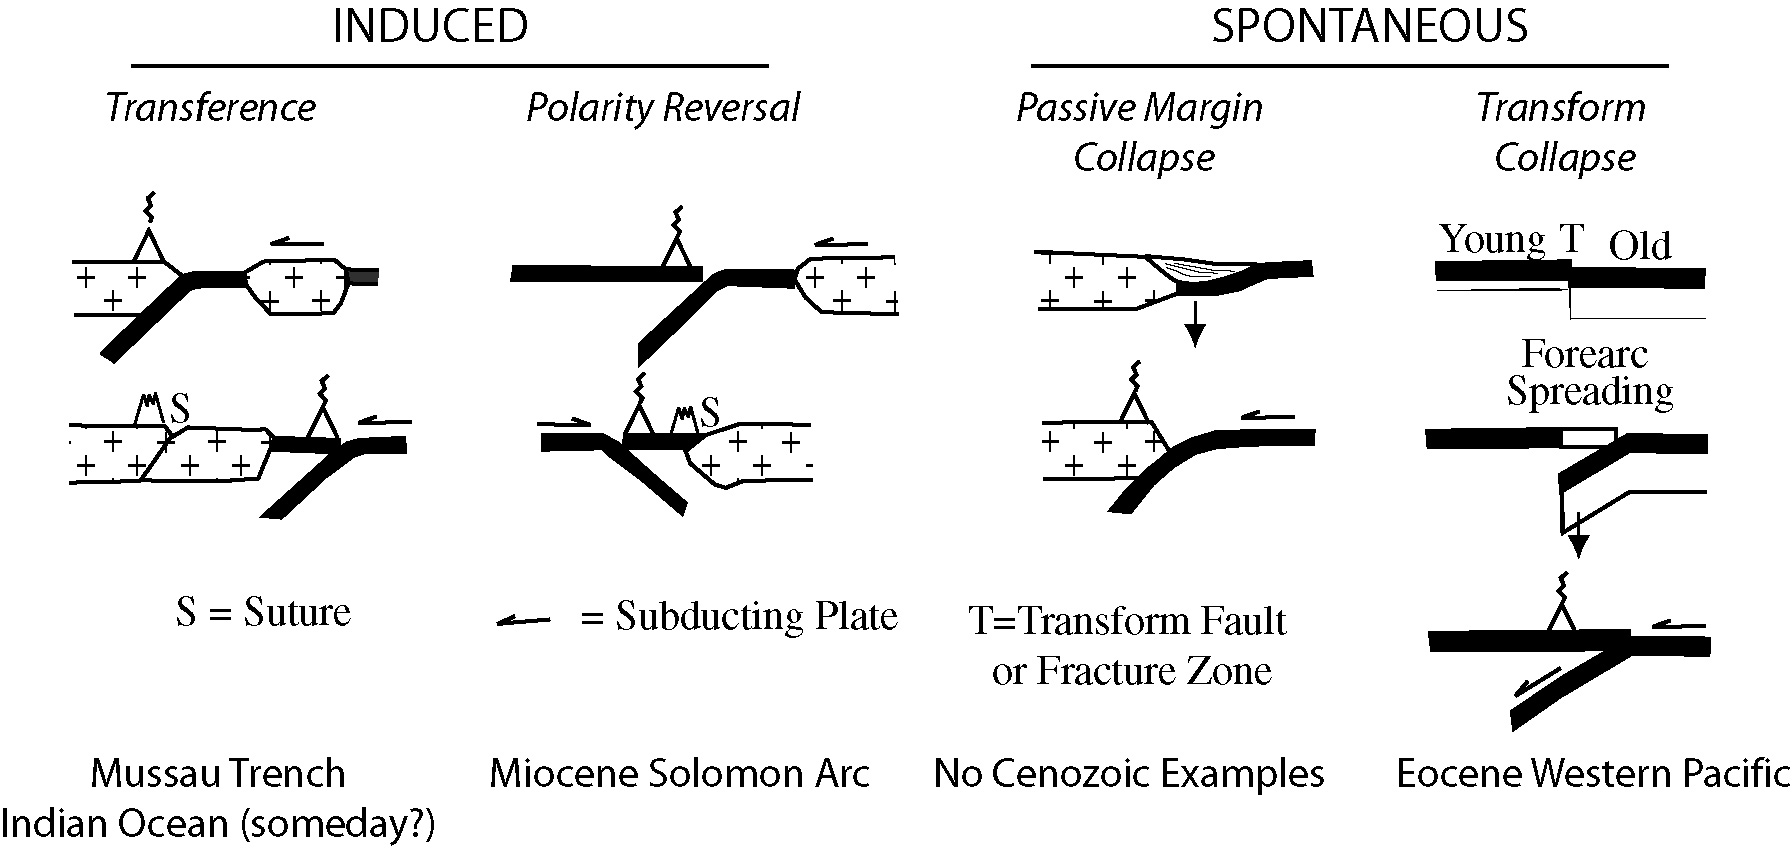 INDUCED
SPONTANEOUS
Transference
Polarity Reversal
Passive Margin
Collapse
Transform
Collapse
Young T Old
Forearc
Spreading
S
S
S = Suture
= Subducting Plate
T=Transform Fault
or Fracture Zone
Mussau Trench
Indian Ocean (someday?)
Miocene Solomon Arc
No Cenozoic Examples
Eocene Western Pacific